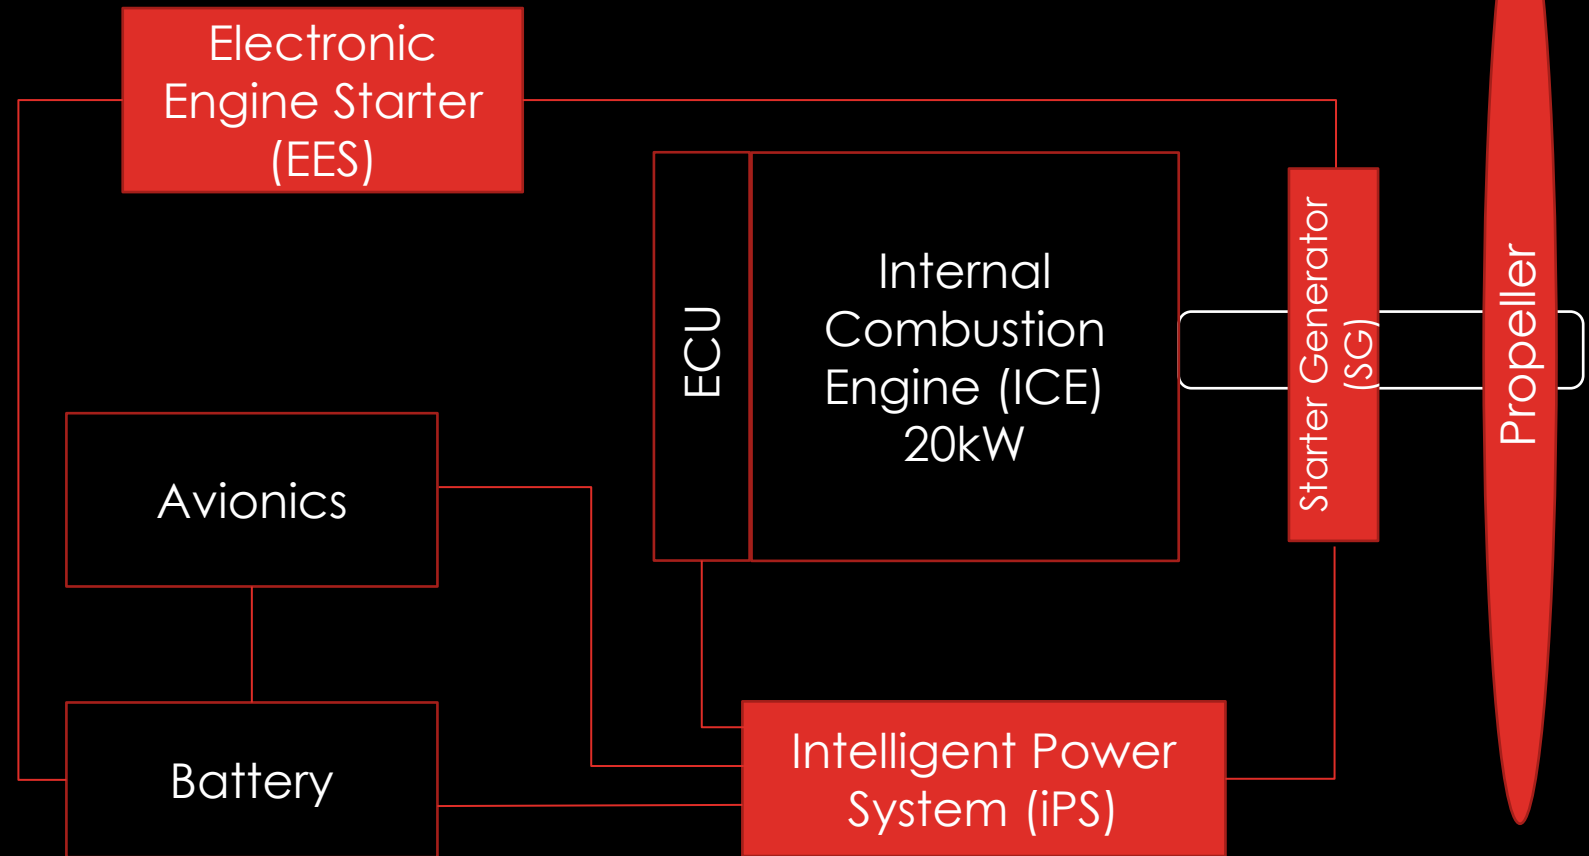 Electronic
Engine Starter
(EES)
ECU
Internal
Combustion
Engine (ICE)
20kW
Starter Generator
(SG)
Propeller
Avionics
Battery
Intelligent Power
System (iPS)